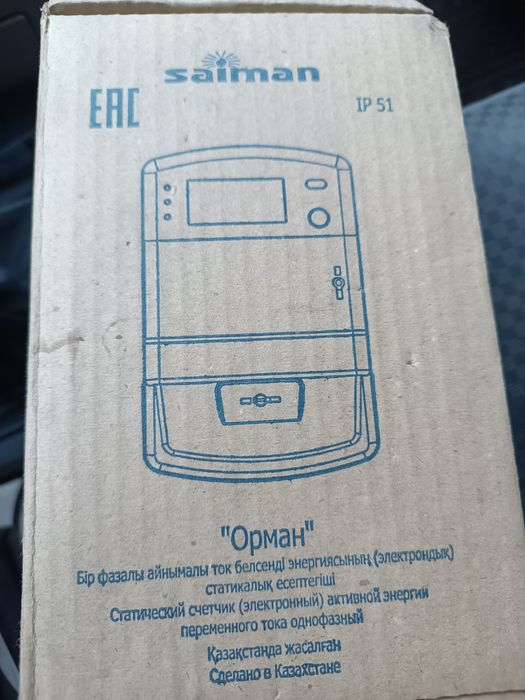 saiman
EAC
IP 51
"Орман"
Бір фазалы айнымалы ток белсенді энергиясының (электрондық)
статикалық есептегіші
Статический счетчик (электронный) активной энергий
переменного тока однофазный
Қазақстанда жасалған
Сделано в Казахстане